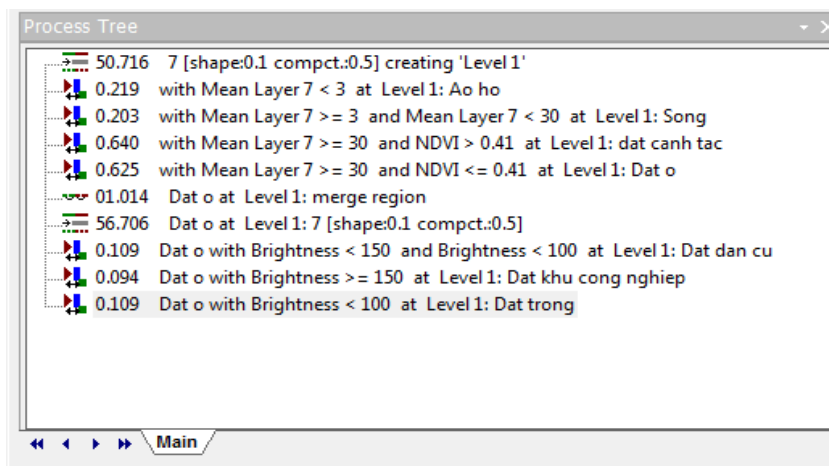 Process Tree
50.716 7 [shape:0.1 compct.:0.5] creating 'Level 1'
0.219 with Mean Layer 7 < 3 at Level 1: Ao ho
0.203 with Mean Layer 7 >= 3 and Mean Layer 7 < 30 at Level 1: Song
0.640 with Mean Layer 7 >= 30 and NDVI > 0.41 at Level 1: dat canh tac
0.625 with Mean Layer 7 >= 30 and NDVI <= 0.41 at Level 1: Dat o
01.014 Dat o at Level 1: merge region
56.706 Dat o at Level 1: 7 [shape:0.1 compct.:0.5]
0.109 Dat o with Brightness < 150 and Brightness < 100 at Level 1: Dat dan cu
0.094 Dat o with Brightness >= 150 at Level 1: Dat khu cong nghiep
0.109 Dat o with Brightness < 100 at Level 1: Dat trong
Main